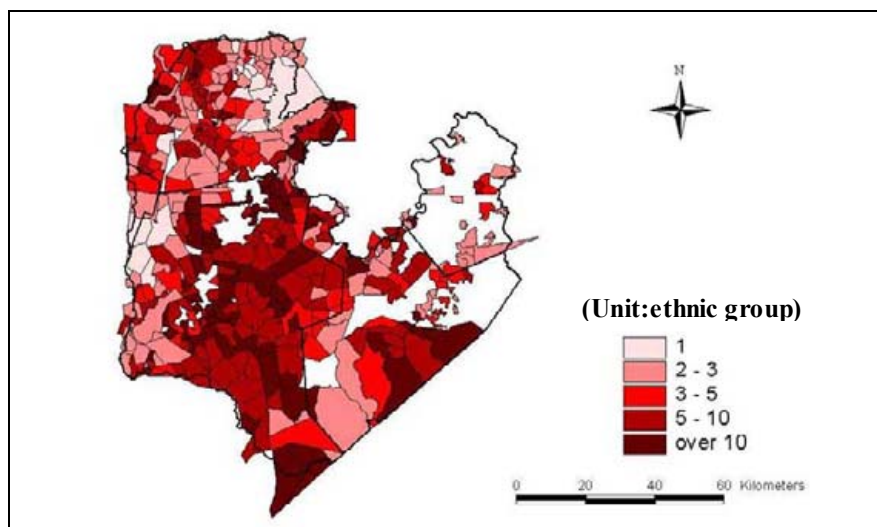 N
(Unit:ethnic group)
1
2 - 3
3 - 5
5 - 10
over 10
0 20 40 60 Kilometers